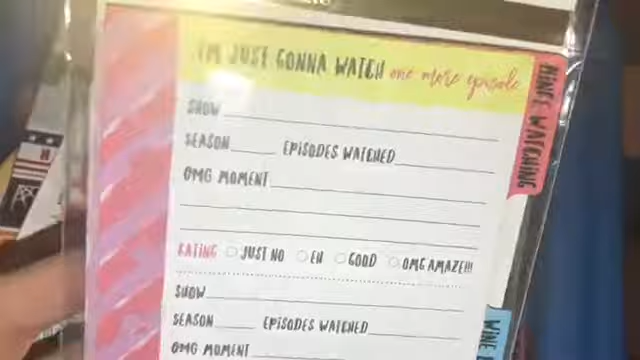 I'M JUST GONNA WATCH one more episode
SHOW
SEASON EPISODES WATCHED
OMG MOMENT
RATING JUST NO EH GOOD OMG AMAZE!!!
SHOW
SEASON EPISODES WATCHED
OMG MOMENT
BINGE WATCHING
WINE